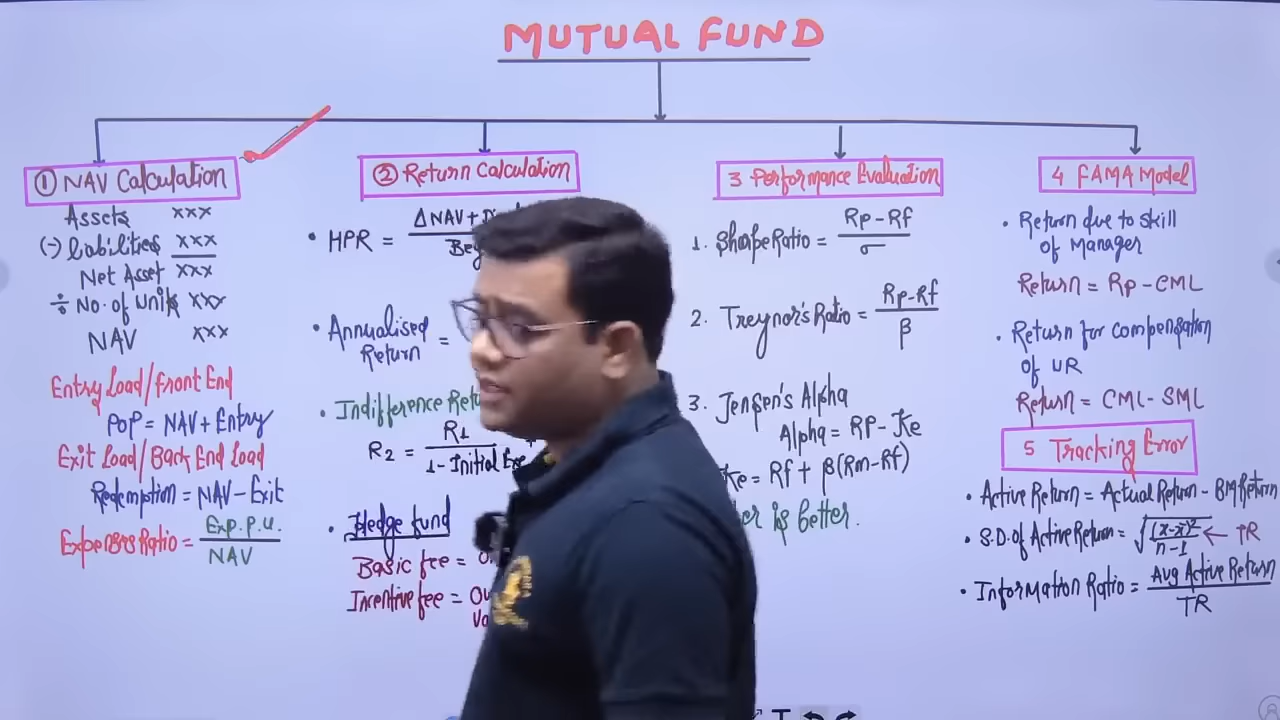 MUTUAL FUND
① NAV Calculation
Assets xxx
(-) liabilities xxx
Net Asset xxx
÷ No. of units xxx
NAV xxx
Entry Load/Front End
POP = NAV + Entry
Exit Load/Back End Load
Redemption = NAV - Exit
Expenses Ratio = Exp. P.U. / NAV
② Return Calculation
• HPR = ΔNAV +
• Annualised Return =
• Indifference
R2 = R1 / 1 - Initial
• Hedge fund
Basic fee =
Incentive fee =
3 Performance Evaluation
1. Sharpe Ratio = Rp - Rf / σ
2. Treynor's Ratio = Rp - Rf / β
3. Jensen's Alpha
Alpha = RP - Ke
Ke = Rf + β(Rm - Rf)
is better.
4 FAMA Model
• Return due to skill
of Manager
Return = Rp - CML
• Return for compensation
of UR
Return = CML - SML
5 Tracking Error
• Active Return = Actual Return - BM Return
• S.D. of Active Return = √(x-x̄)² / n-1 ← TR
• Information Ratio = Avg Active Return / TR